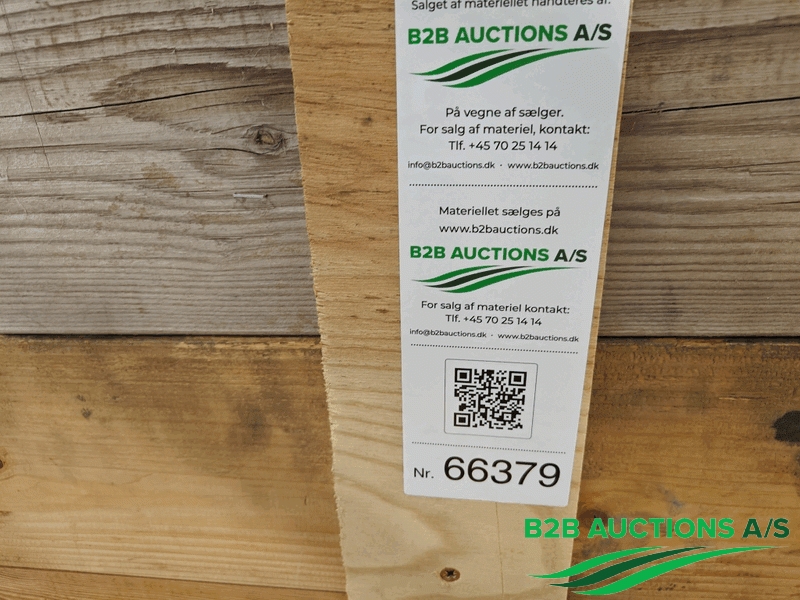 Salget af materiellet håndteres af:
B2B AUCTIONS A/S
På vegne af sælger.
For salg af materiel, kontakt:
Tlf. +45 70 25 14 14
info@b2bauctions.dk · www.b2bauctions.dk
Materiellet sælges på
www.b2bauctions.dk
B2B AUCTIONS A/S
For salg af materiel kontakt:
Tlf. +45 70 25 14 14
info@b2bauctions.dk · www.b2bauctions.dk
Nr. 66379
B2B AUCTIONS A/S